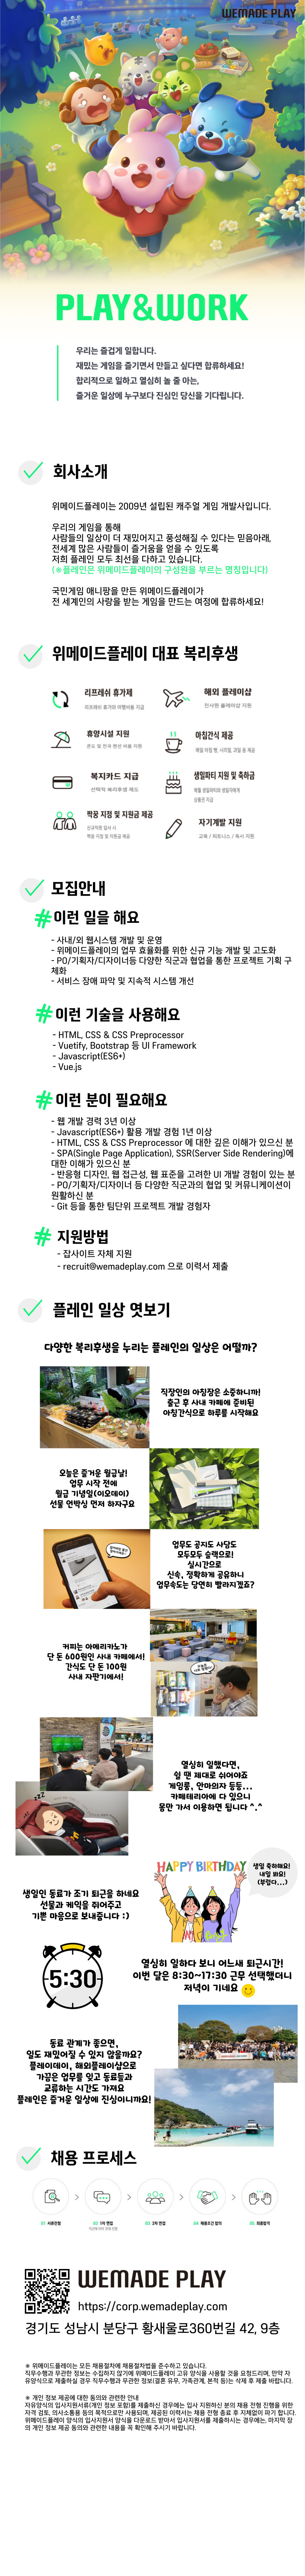 WEMADE PLAY
PLAY&WORK
우리는 즐겁게 일합니다.
재밌는 게임을 즐기면서 만들고 싶다면 합류하세요!
합리적으로 일하고 열심히 놀 줄 아는,
즐거운 일상에 누구보다 진심인 당신을 기다립니다.
회사소개
위메이드플레이는 2009년 설립된 캐주얼 게임 개발사입니다.
우리의 게임을 통해
사람들의 일상이 더 재밌어지고 풍성해질 수 있다는 믿음아래,
전세계 많은 사람들이 즐거움을 얻을 수 있도록
저희 플레인 모두 최선을 다하고 있습니다.
(※플레인은 위메이드플레이의 구성원을 부르는 명칭입니다)
국민게임 애니팡을 만든 위메이드플레이가
전 세계인의 사랑을 받는 게임을 만드는 여정에 합류하세요!
위메이드플레이 대표 복리후생
리프레쉬 휴가제
리프레쉬 휴가와 여행비용 지급
해외 플레이샵
전사원 플레이샵 지원
휴양시설 지원
콘도 및 전국 펜션 비용 지원
아침간식 제공
매일 아침 빵, 시리얼, 과일 등 제공
복지카드 지급
선택적 복리후생 제도
생일파티 지원 및 축하금
매월 생일파티와 생일자에게
상품권 지급
짝꿍 지정 및 지원금 제공
신규직원 입사 시
짝꿍 지정 및 지원금 제공
자기계발 지원
교육 / 피트니스 / 독서 지원
모집안내
# 이런 일을 해요
- 사내/외 웹시스템 개발 및 운영
- 위메이드플레이의 업무 효율화를 위한 신규 기능 개발 및 고도화
- PO/기획자/디자이너등 다양한 직군과 협업을 통한 프로젝트 기획 구
체화
- 서비스 장애 파악 및 지속적 시스템 개선
# 이런 기술을 사용해요
- HTML, CSS & CSS Preprocessor
- Vuetify, Bootstrap 등 UI Framework
- Javascript(ES6+)
- Vue.js
# 이런 분이 필요해요
- 웹 개발 경력 3년 이상
- Javascript(ES6+) 활용 개발 경험 1년 이상
- HTML, CSS & CSS Preprocessor 에 대한 깊은 이해가 있으신 분
- SPA(Single Page Application), SSR(Server Side Rendering)에
대한 이해가 있으신 분
- 반응형 디자인, 웹 접근성, 웹 표준을 고려한 UI 개발 경험이 있는 분
- PO/기획자/디자이너 등 다양한 직군과의 협업 및 커뮤니케이션이
원활하신 분
- Git 등을 통한 팀단위 프로젝트 개발 경험자
# 지원방법
- 잡사이트 자체 지원
- recruit@wemadeplay.com 으로 이력서 제출
플레인 일상 엿보기
다양한 복리후생을 누리는 플레인의 일상은 어떨까?
직장인의 아침잠은 소중하니까!
출근 후 사내 카페에 준비된
아침간식으로 하루를 시작해요
오늘은 즐거운 월급날!
업무 시작 전에
월급 기념일(이오데이)
선물 언박싱 먼저 하자구요
업무도 공지도 사담도
모두모두 슬랙으로!
실시간으로
신속, 정확하게 공유하니
업무속도는 당연히 빨라지겠죠?
커피는 아메리카노가
단 돈 600원인 사내 카페에서!
간식도 단 돈 100원
사내 자판기에서!
열심히 일했다면,
쉴 땐 제대로 쉬어야죠
게임룸, 안마의자 등등...
카페테리아에 다 있으니
몸만 가서 이용하면 됩니다 ^.^
zzZ
HAPPY BIRTHDAY
생일 축하해요!
내일 봐요!
(부럽다...)
생일인 동료가 조기 퇴근을 하네요
선물과 케익을 쥐어주고
기쁜 마음으로 보내줍니다 :)
5:30
열심히 일하다 보니 어느새 퇴근시간!
이번 달은 8:30~17:30 근무 선택했더니
저녁이 기네요
동료 관계가 좋으면,
일도 재밌어질 수 있지 않을까요?
플레이데이, 해외플레이샵으로
가끔은 업무를 잊고 동료들과
교류하는 시간도 가져요
플레인은 즐거운 일상에 진심이니까요!
채용 프로세스
01 서류전형
02 1차 면접
03 2차 면접
04 채용조건 협의
05 최종합격
WEMADE PLAY
https://corp.wemadeplay.com
경기도 성남시 분당구 황새울로360번길 42, 9층
※ 위메이드플레이는 모든 채용절차에 채용절차법을 준수하고 있습니다.
직무수행과 무관한 정보는 수집하지 않기에 위메이드플레이 고유 양식을 사용할 것을 요청드리며, 만약 자
유양식으로 제출하실 경우 직무수행과 무관한 정보(결혼 유무, 가족관계, 본적 등)는 삭제 후 제출 바랍니다.
※ 개인 정보 제공에 대한 동의와 관련한 안내
자유양식의 입사지원서류(개인 정보 포함)를 제출하신 경우에는 입사 지원하신 분의 채용 전형 진행을 위한
자격 검토, 의사소통용 등의 목적으로만 사용되며, 제공된 이력서는 채용 전형 종료 후 지체없이 파기 합니다.
위메이드플레이 양식의 입사지원서 양식을 다운로드 받아서 입사지원서를 제출하시는 경우에는, 마지막 장
의 개인 정보 제공 동의와 관련한 내용을 꼭 확인해 주시기 바랍니다.